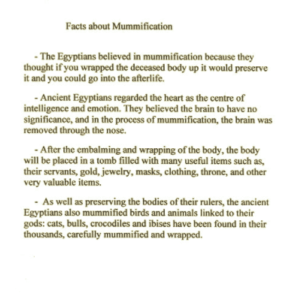 Facts about Mummification
- The Egyptians believed in mummification because they
thought if you wrapped the deceased body up it would preserve
it and you could go into the afterlife.
- Ancient Egyptians regarded the heart as the centre of
intelligence and emotion. They believed the brain to have no
significance, and in the process of mummification, the brain was
removed through the nose.
- After the embalming and wrapping of the body, the body
will be placed in a tomb filled with many useful items such as,
their servants, gold, jewelry, masks, clothing, throne, and other
very valuable items.
- As well as preserving the bodies of their rulers, the ancient
Egyptians also mummified birds and animals linked to their
gods: cats, bulls, crocodiles and ibises have been found in their
thousands, carefully mummified and wrapped.